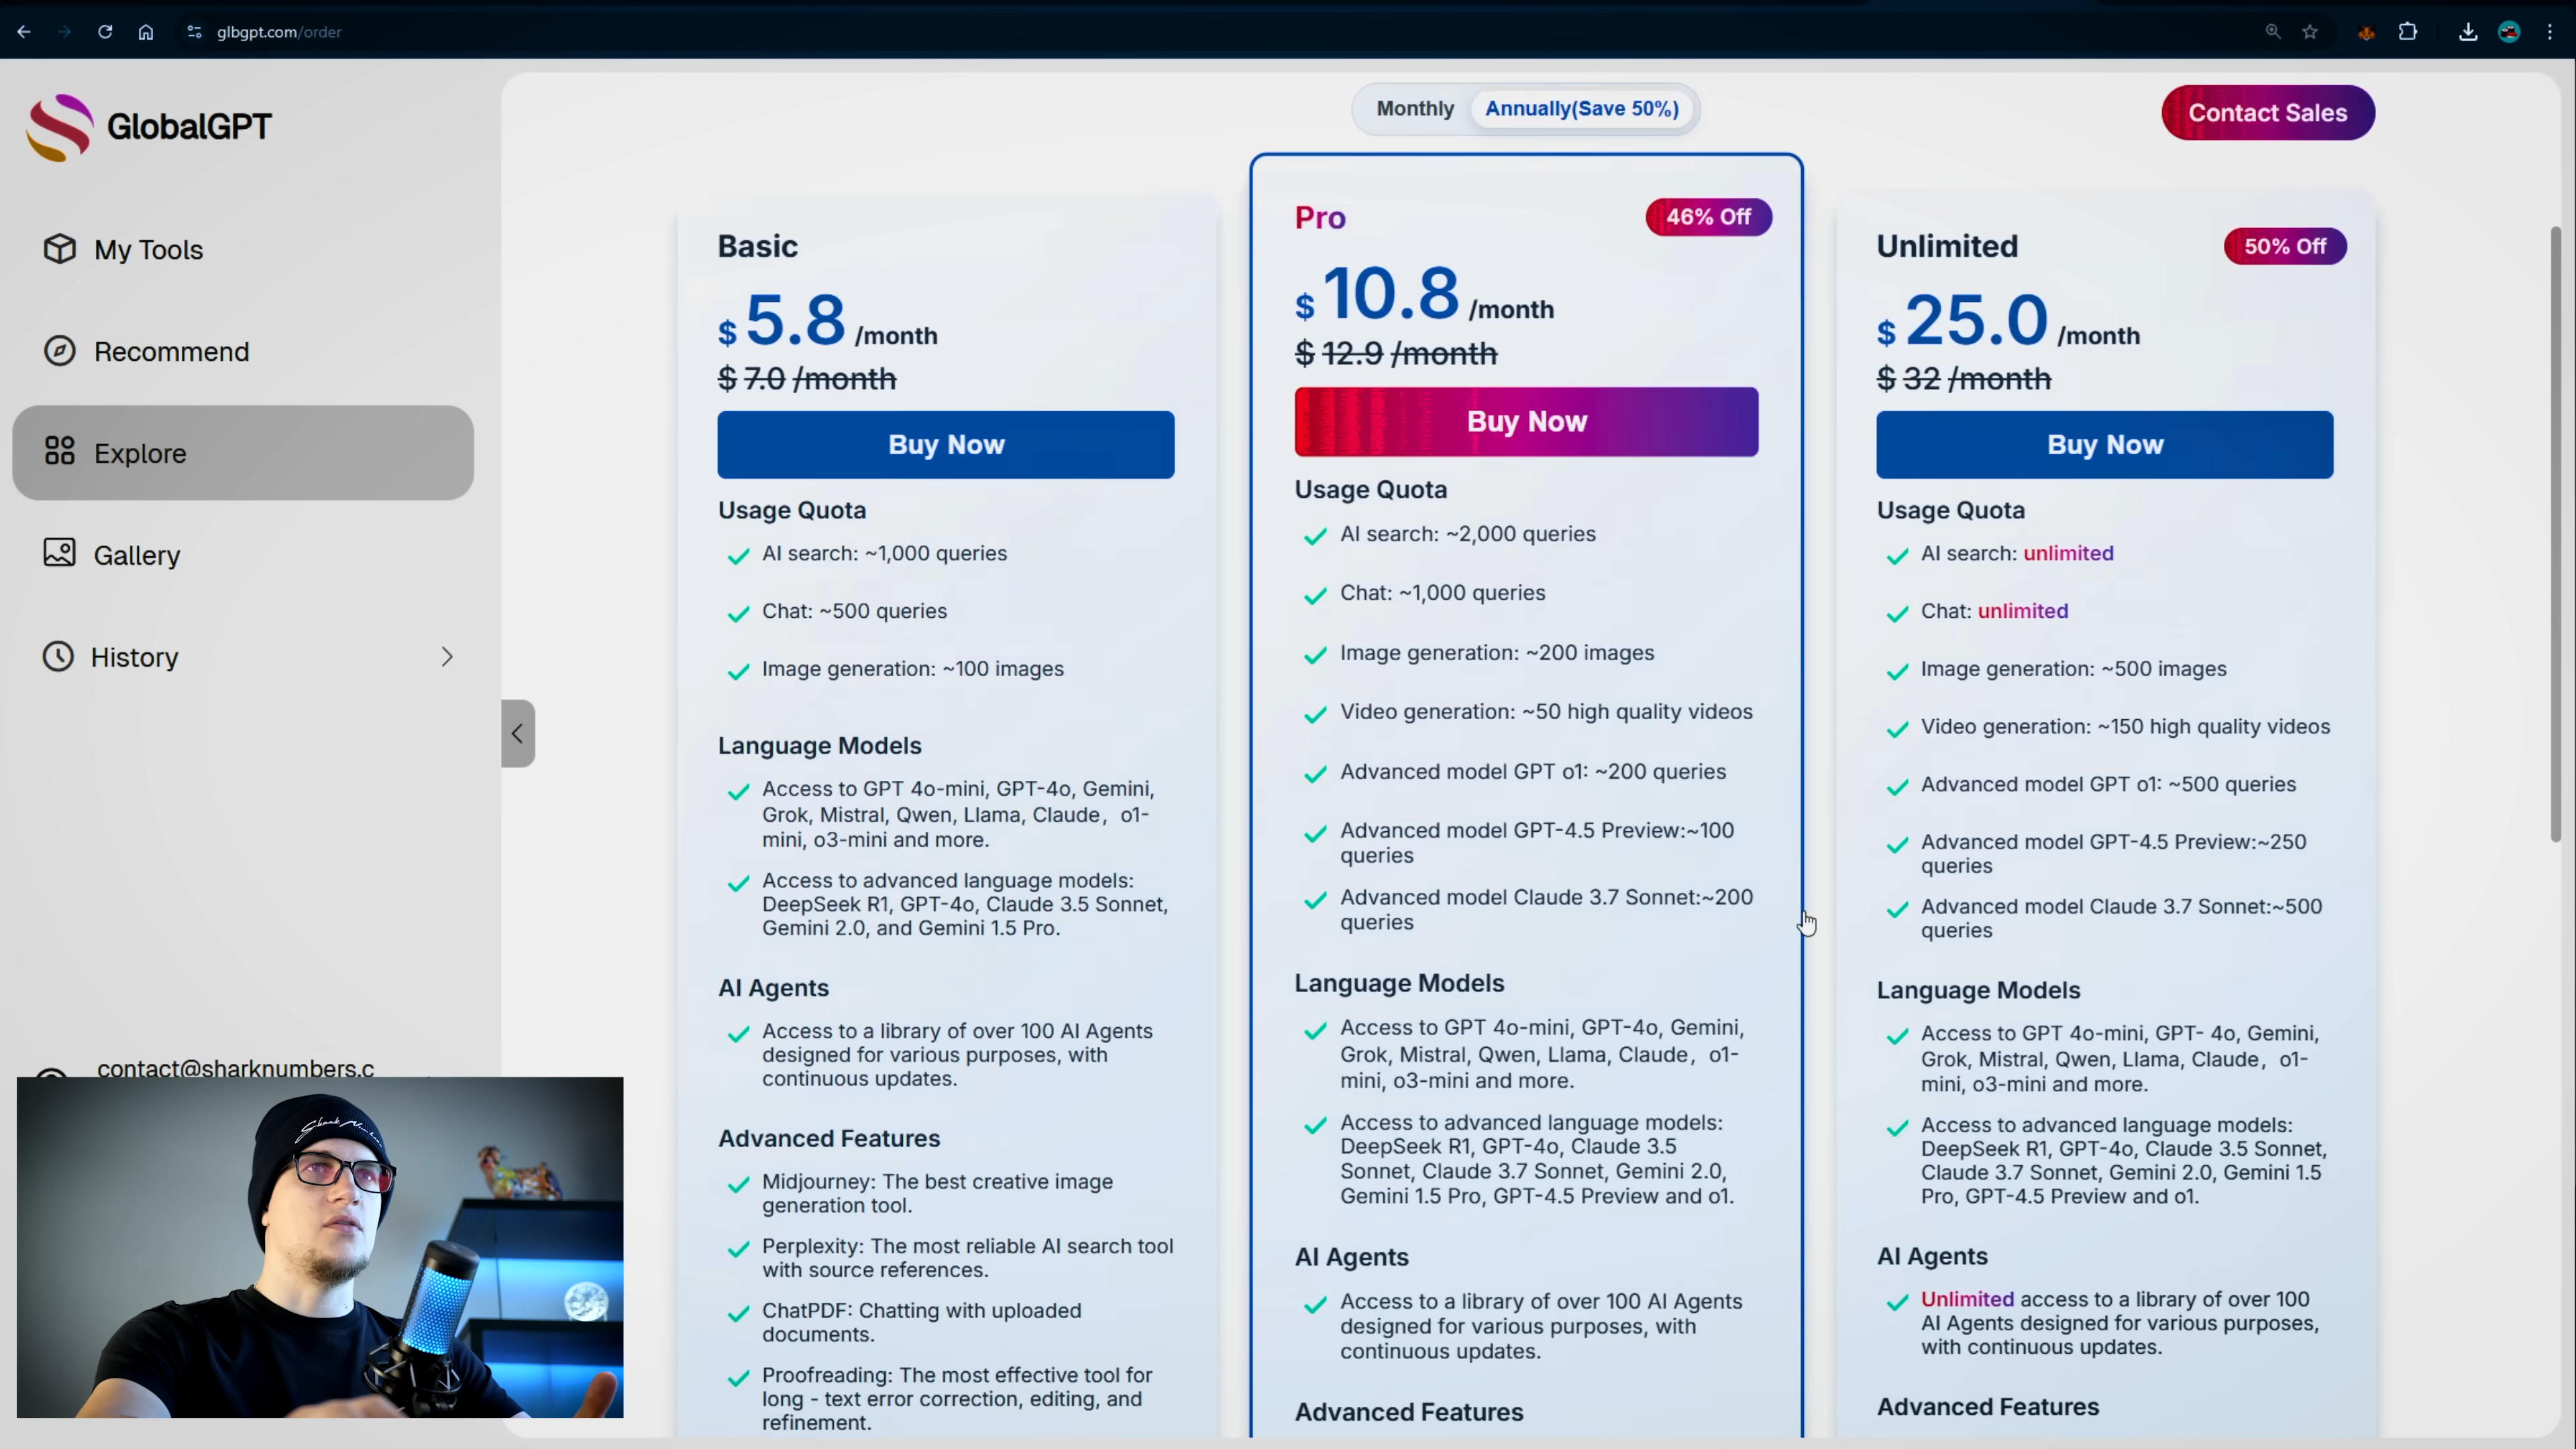 glbgpt.com/order
GlobalGPT
My Tools
Recommend
Explore
Gallery
History
contact@sharknumbers.c
Monthly
Annually(Save 50%)
Contact Sales
Basic
$ 5.8 /month
$ 7.0 /month
Buy Now
Usage Quota
AI search: ~1,000 queries
Chat: ~500 queries
Image generation: ~100 images
Language Models
Access to GPT 4o-mini, GPT-4o, Gemini,
Grok, Mistral, Qwen, Llama, Claude，o1-
mini, o3-mini and more.
Access to advanced language models:
DeepSeek R1, GPT-4o, Claude 3.5 Sonnet,
Gemini 2.0, and Gemini 1.5 Pro.
AI Agents
Access to a library of over 100 AI Agents
designed for various purposes, with
continuous updates.
Advanced Features
Midjourney: The best creative image
generation tool.
Perplexity: The most reliable AI search tool
with source references.
ChatPDF: Chatting with uploaded
documents.
Proofreading: The most effective tool for
long - text error correction, editing, and
refinement.
Pro
46% Off
$ 10.8 /month
$ 12.9 /month
Buy Now
Usage Quota
AI search: ~2,000 queries
Chat: ~1,000 queries
Image generation: ~200 images
Video generation: ~50 high quality videos
Advanced model GPT o1: ~200 queries
Advanced model GPT-4.5 Preview:~100
queries
Advanced model Claude 3.7 Sonnet:~200
queries
Language Models
Access to GPT 4o-mini, GPT-4o, Gemini,
Grok, Mistral, Qwen, Llama, Claude，o1-
mini, o3-mini and more.
Access to advanced language models:
DeepSeek R1, GPT-4o, Claude 3.5
Sonnet, Claude 3.7 Sonnet, Gemini 2.0,
Gemini 1.5 Pro, GPT-4.5 Preview and o1.
AI Agents
Access to a library of over 100 AI Agents
designed for various purposes, with
continuous updates.
Advanced Features
Unlimited
50% Off
$ 25.0 /month
$ 32 /month
Buy Now
Usage Quota
AI search: unlimited
Chat: unlimited
Image generation: ~500 images
Video generation: ~150 high quality videos
Advanced model GPT o1: ~500 queries
Advanced model GPT-4.5 Preview:~250
queries
Advanced model Claude 3.7 Sonnet:~500
queries
Language Models
Access to GPT 4o-mini, GPT- 4o, Gemini,
Grok, Mistral, Qwen, Llama, Claude，o1-
mini, o3-mini and more.
Access to advanced language models:
DeepSeek R1, GPT-4o, Claude 3.5 Sonnet,
Claude 3.7 Sonnet, Gemini 2.0, Gemini 1.5
Pro, GPT-4.5 Preview and o1.
AI Agents
Unlimited access to a library of over 100
AI Agents designed for various purposes,
with continuous updates.
Advanced Features